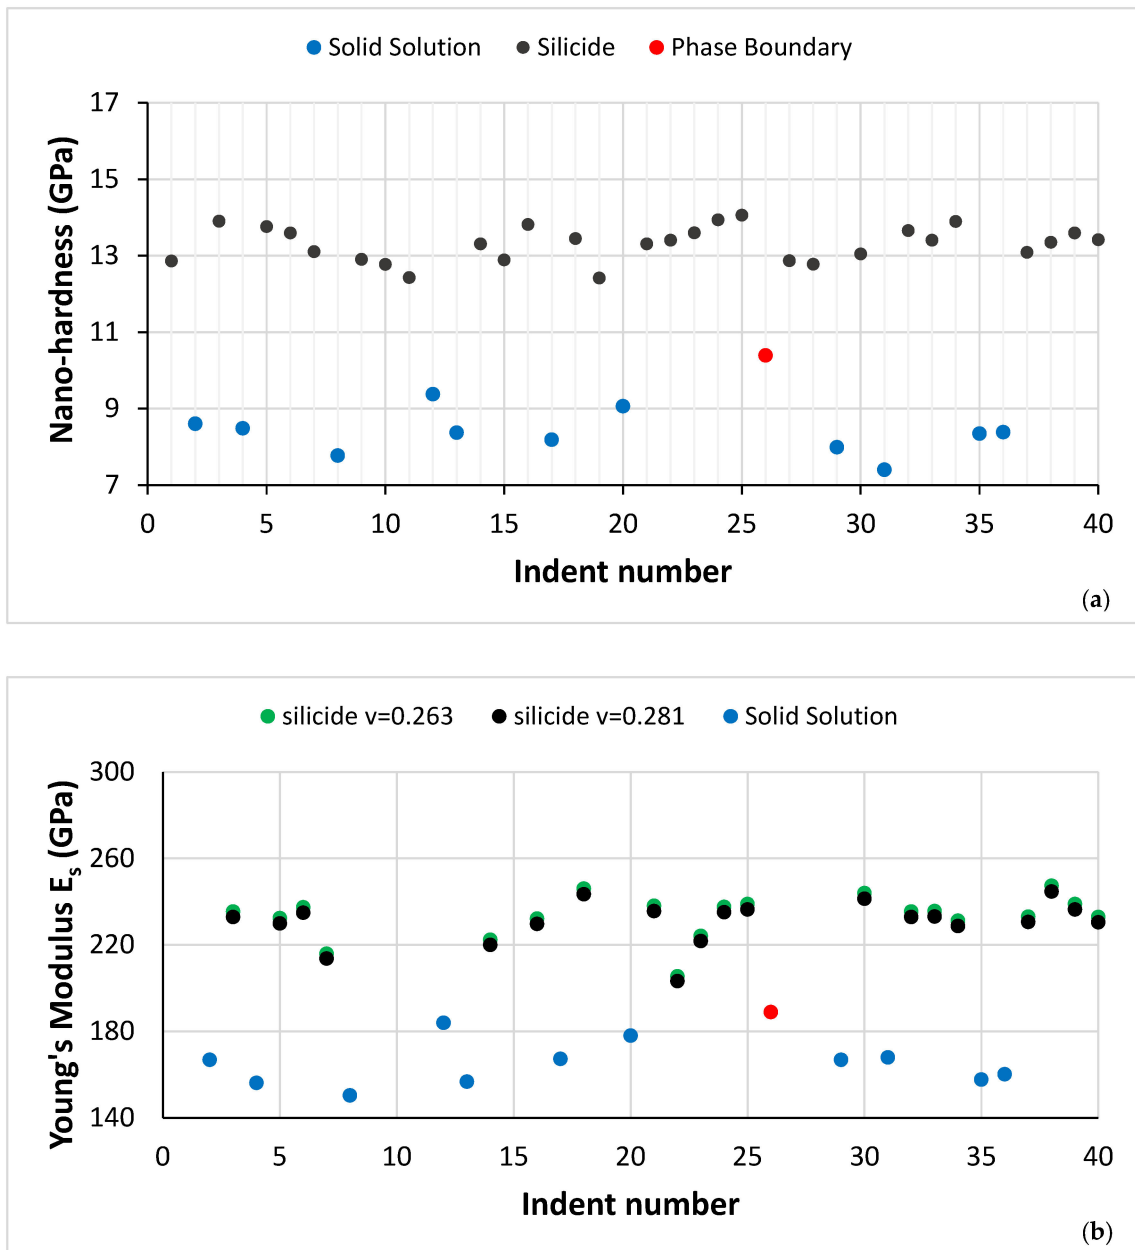 Solid Solution Silicide Phase Boundary
17
15
13
11
9
7
Nano-hardness (GPa)
0 5 10 15 20 25 30 35 40
Indent number
(a)
silicide v=0.263 silicide v=0.281 Solid Solution
300
260
220
180
140
Young's Modulus Es (GPa)
0 5 10 15 20 25 30 35 40
Indent number
(b)